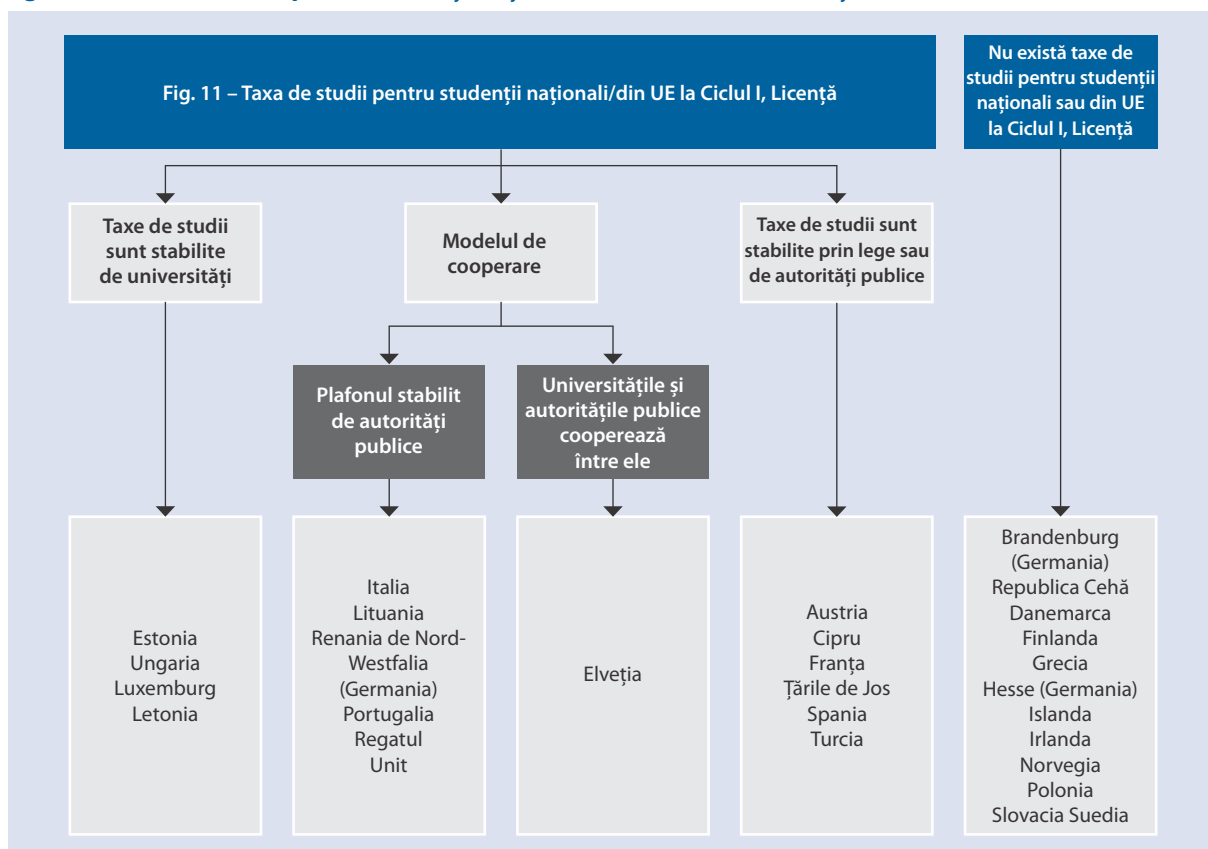 Fig. 11 – Taxa de studii pentru studenții naționali/din UE la Ciclul I, Licență
Nu există taxe de
studii pentru studenții
naționali sau din UE
la Ciclul I, Licență
Taxe de studii
sunt stabilite
de universități
Modelul de
cooperare
Taxe de studii sunt
stabilite prin lege sau
de autorități publice
Plafonul stabilit
de autorități
publice
Universitățile și
autoritățile publice
cooperează
între ele
Estonia
Ungaria
Luxemburg
Letonia
Italia
Lituania
Renania de Nord-
Westfalia
(Germania)
Portugalia
Regatul
Unit
Elveția
Austria
Cipru
Franța
Țările de Jos
Spania
Turcia
Brandenburg
(Germania)
Republica Cehă
Danemarca
Finlanda
Grecia
Hesse (Germania)
Islanda
Irlanda
Norvegia
Polonia
Slovacia Suedia